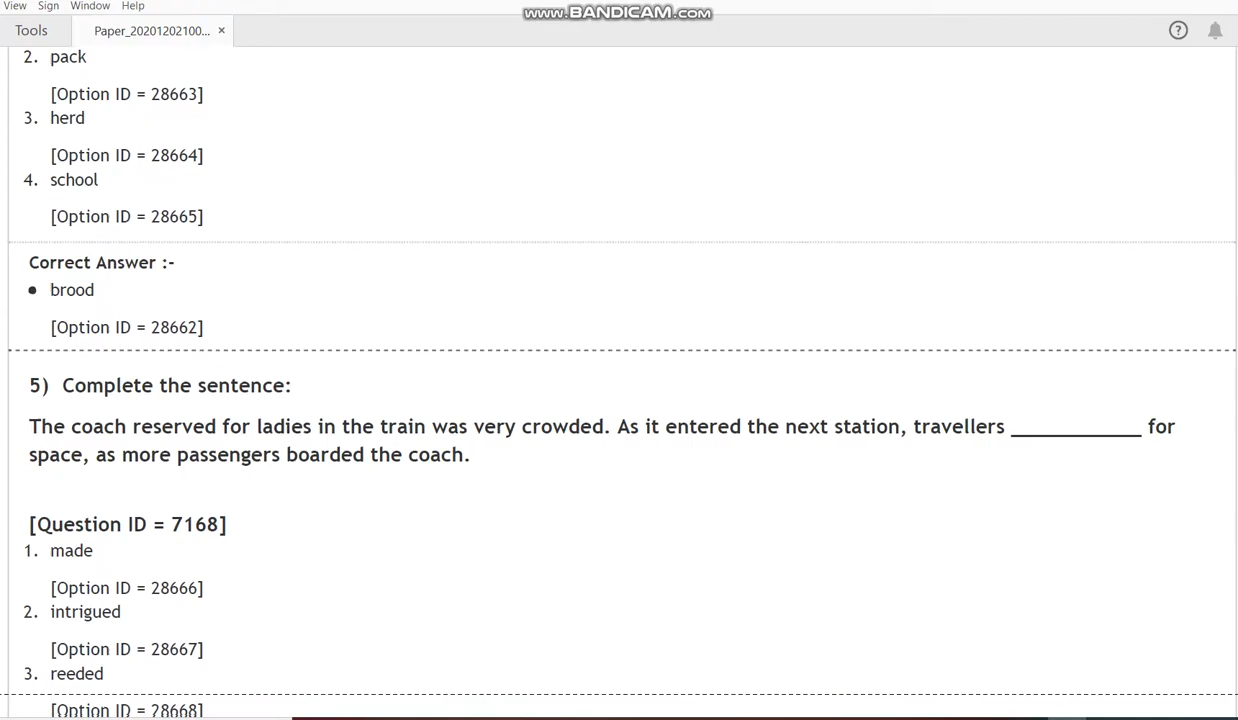 View Sign Window Help
www.BANDICAM.com
Tools Paper_20201202100... ×
2. pack
[Option ID = 28663]
3. herd
[Option ID = 28664]
4. school
[Option ID = 28665]
Correct Answer :-
• brood
[Option ID = 28662]
5) Complete the sentence:
The coach reserved for ladies in the train was very crowded. As it entered the next station, travellers ____________ for
space, as more passengers boarded the coach.
[Question ID = 7168]
1. made
[Option ID = 28666]
2. intrigued
[Option ID = 28667]
3. reeded
[Option ID = 28668]